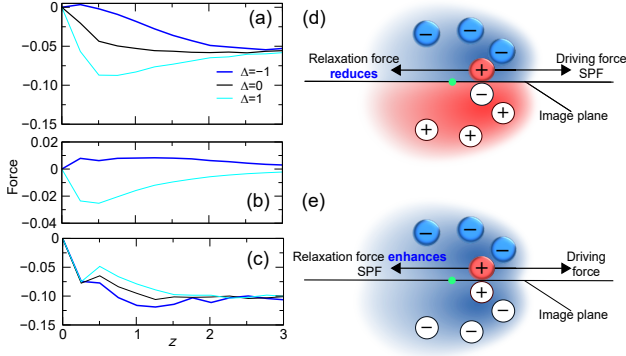 0.00
(a)
−0.05
−0.10
Δ=−1
Δ=0
Δ=1
−0.15
0.02
0.00
(b)
−0.02
−0.04
Force
(c)
−0.05
−0.10
−0.15
0 1 2 3
z
(d)
− −
Relaxation force
reduces
Driving force
SPF
+
−
+
+ +
Image plane
(e)
− −
−
Relaxation force enhances
SPF
Driving
force
+
+
−
− −
Image plane